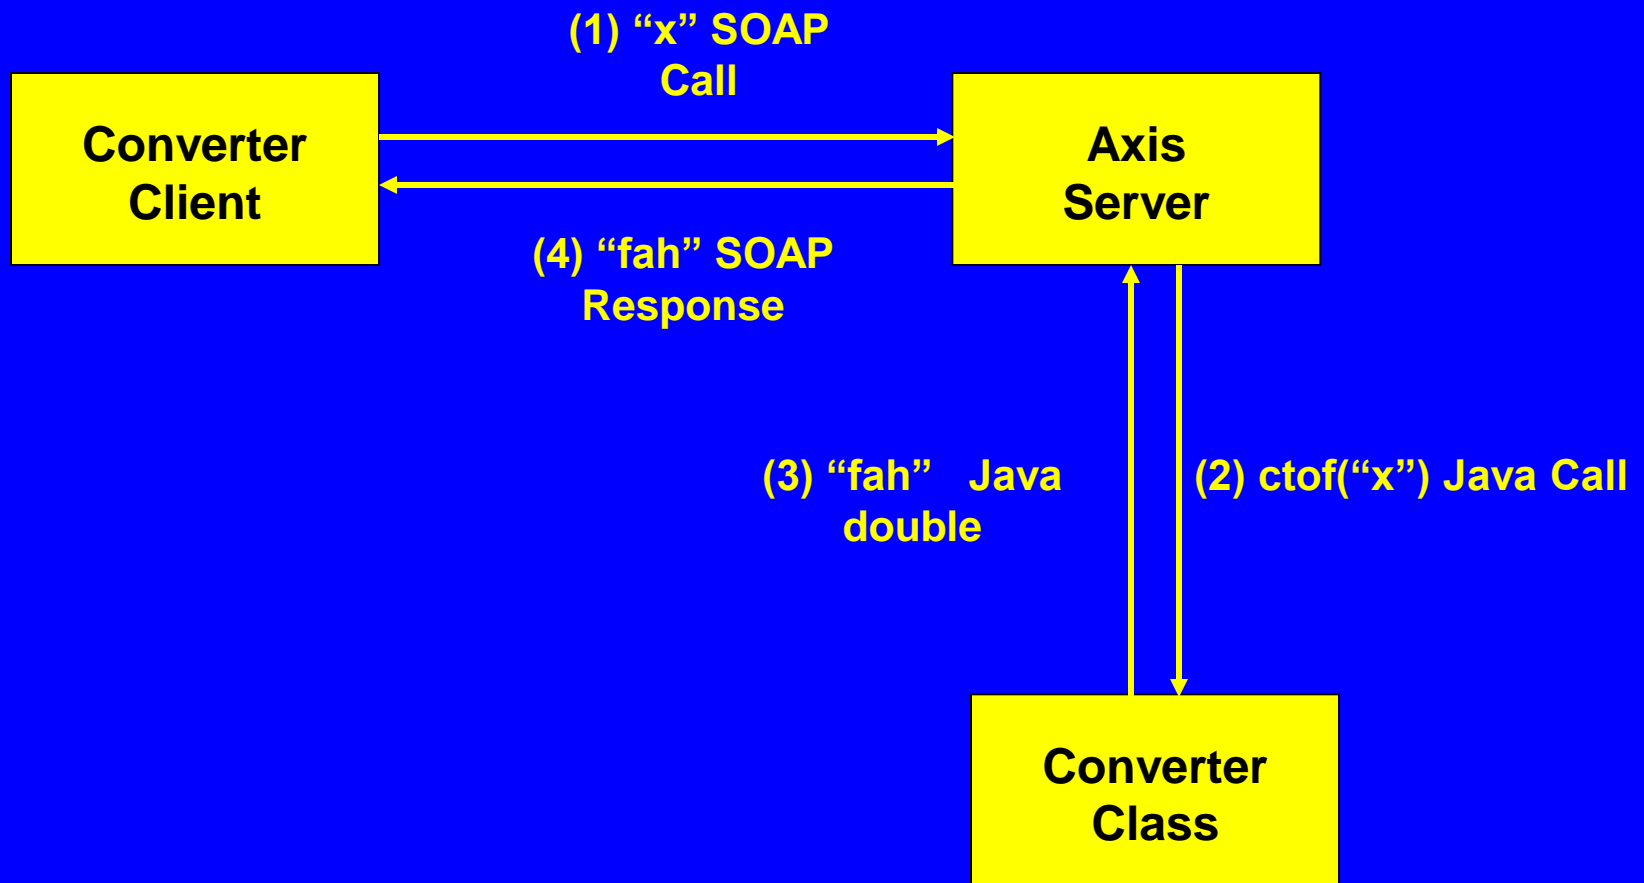 (1) “x” SOAP
Call
Converter
Client
Axis
Server
(4) “fah” SOAP
Response
(3) “fah” Java
double
(2) ctof(“x”) Java Call
Converter
Class